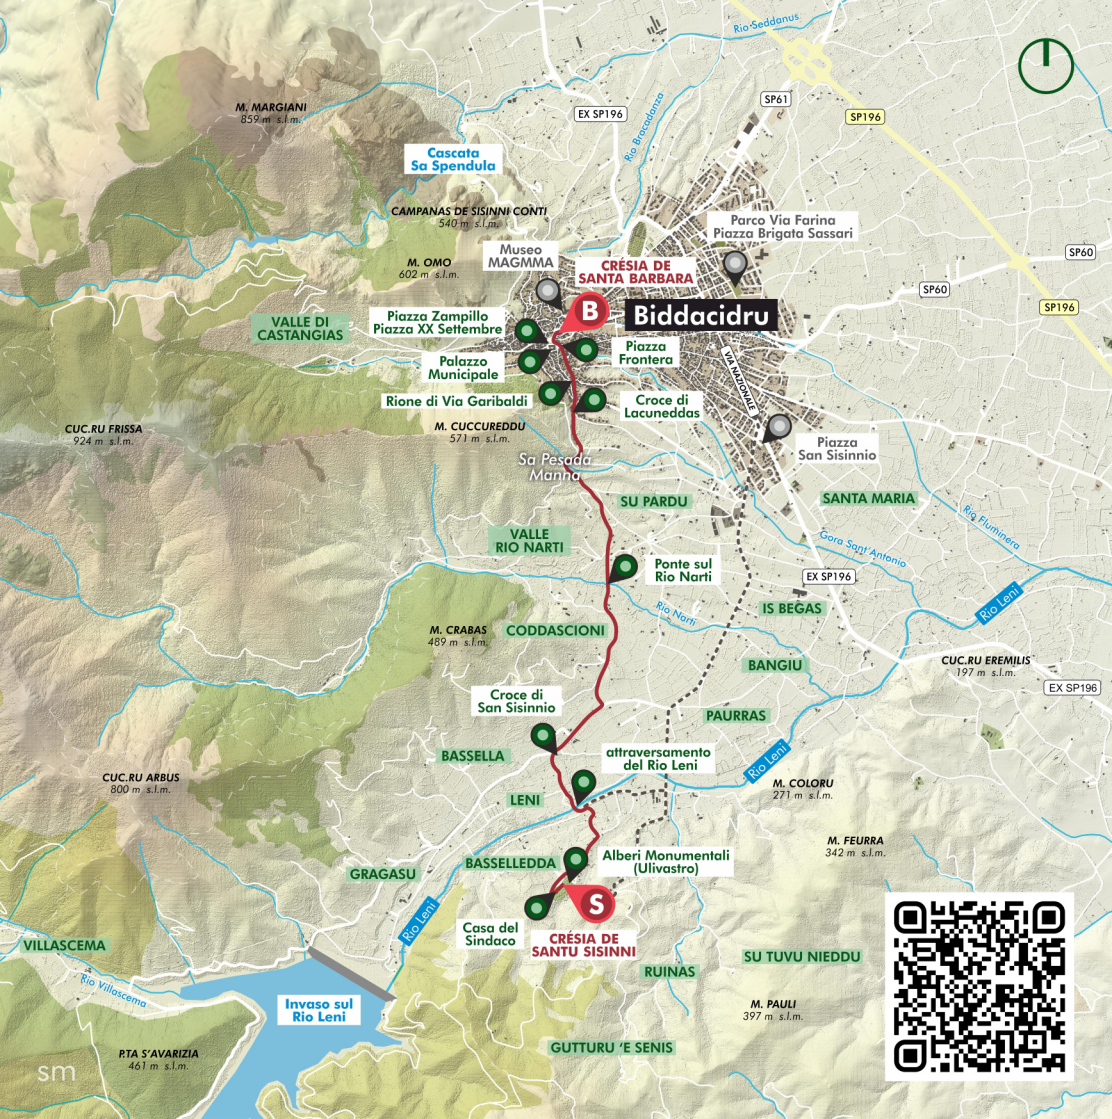 Rio Seddanus
M. MARGIANI
859 m s.l.m.
EX SP196
SP61
SP196
Rio Brocadanza
Cascata
Sa Spendula
CAMPANAS DE SISINNI CONTI
540 m s.l.m.
Parco Via Farina
Piazza Brigata Sassari
Museo
MAGMMA
M. OMO
602 m s.l.m.
CRÉSIA DE
SANTA BARBARA
SP60
SP60
SP196
B
Biddacidru
VALLE DI
CASTANGIAS
Piazza Zampillo
Piazza XX Settembre
Piazza
Frontera
Palazzo
Municipale
VIA NAZIONALE
Rione di Via Garibaldi
Croce di
Lacuneddas
CUC.RU FRISSA
924 m s.l.m.
M. CUCCUREDDU
571 m s.l.m.
Piazza
San Sisinnio
Sa Pesada
Manna
SU PARDU
SANTA MARIA
Rio Fluminera
VALLE
RIO NARTI
Gora Sant'Antonio
Ponte sul
Rio Narti
EX SP196
Rio Leni
Rio Narti
IS BEGAS
M. CRABAS
489 m s.l.m.
CODDASCIONI
BANGIU
CUC.RU EREMILIS
197 m s.l.m.
EX SP196
Croce di
San Sisinnio
PAURRAS
BASSELLA
attraversamento
del Rio Leni
Rio Leni
CUC.RU ARBUS
800 m s.l.m.
M. COLORU
271 m s.l.m.
LENI
M. FEURRA
342 m s.l.m.
BASSELLEDDA
Alberi Monumentali
(Ulivastro)
GRAGASU
S
Rio Leni
Casa del
Sindaco
CRÉSIA DE
SANTU SISINNI
VILLASCEMA
SU TUVU NIEDDU
RUINAS
Rio Villascema
Invaso sul
Rio Leni
M. PAULI
397 m s.l.m.
GUTTURU 'E SENIS
P.TA S'AVARIZIA
461 m s.l.m.
sm